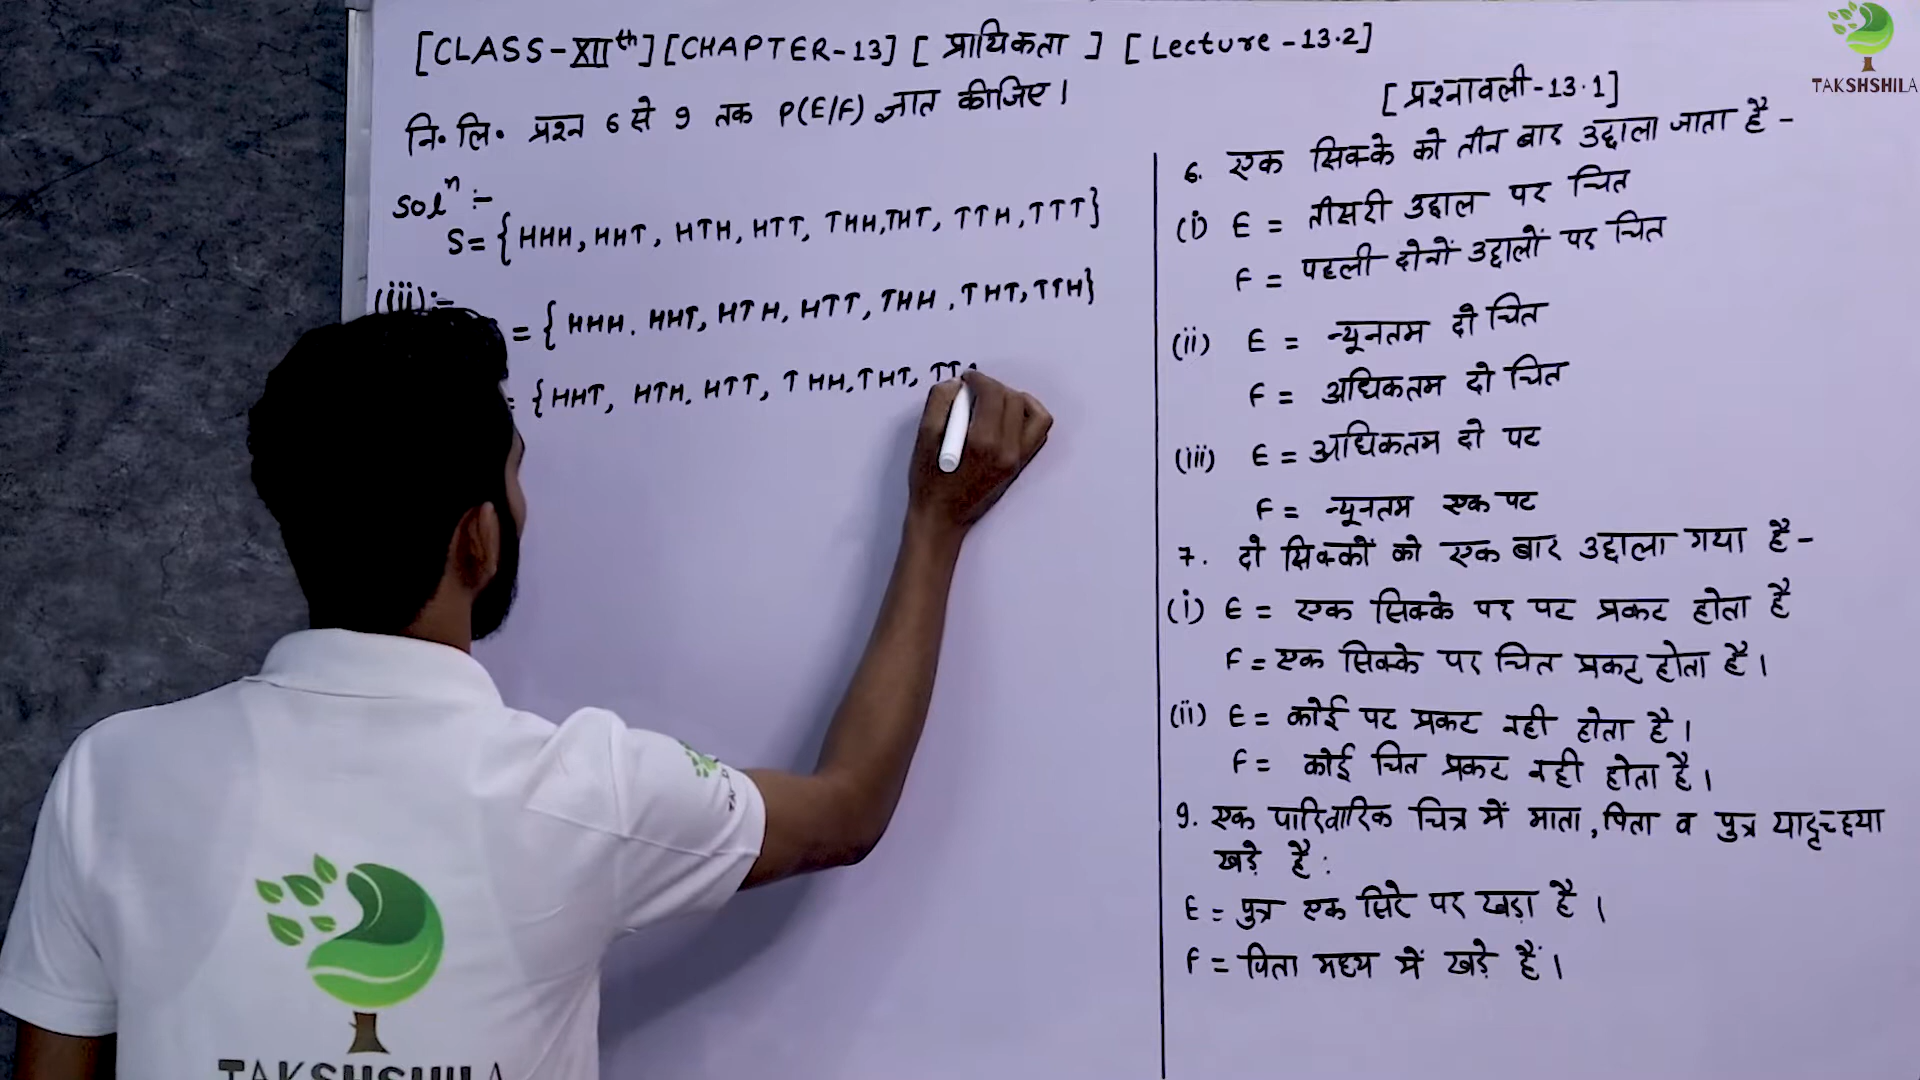 [CLASS-XIIth] [CHAPTER-13] [ प्रायिकता ] [ Lecture-13.2]
नि॰ लि॰ प्रश्न 6 से 9 तक P(E/F) ज्ञात कीजिए।
Solⁿ :-
S= {HHH, HHT, HTH, HTT, THH, THT, TTH, TTT}
(iii):-
= { HHH. HHT, HTH, HTT, THH, THT, TTH}
= {HHT, HTH, HTT, THH, THT, TT
[प्रश्नावली-13.1]
6. एक सिक्के को तीन बार उछाला जाता है -
(i) E = तीसरी उछाल पर चित
F = पहली दोनों उछालों पर चित
(ii) E = न्यूनतम दो चित
F = अधिकतम दो चित
(iii) E = अधिकतम दो पट
F = न्यूनतम एक पट
7. दो सिक्कों को एक बार उछाला गया है -
(i) E = एक सिक्के पर पट प्रकट होता है
F = एक सिक्के पर चित प्रकट होता है।
(ii) E = कोई पट प्रकट नही होता है।
F = कोई चित प्रकट नही होता है।
9. एक पारिवारिक चित्र में माता, पिता व पुत्र यादृच्छया
खड़े है :
E = पुत्र एक सिरे पर खड़ा है।
F = पिता मध्य में खड़े हैं।
TAKSHSHILA
TAKSHSHILA